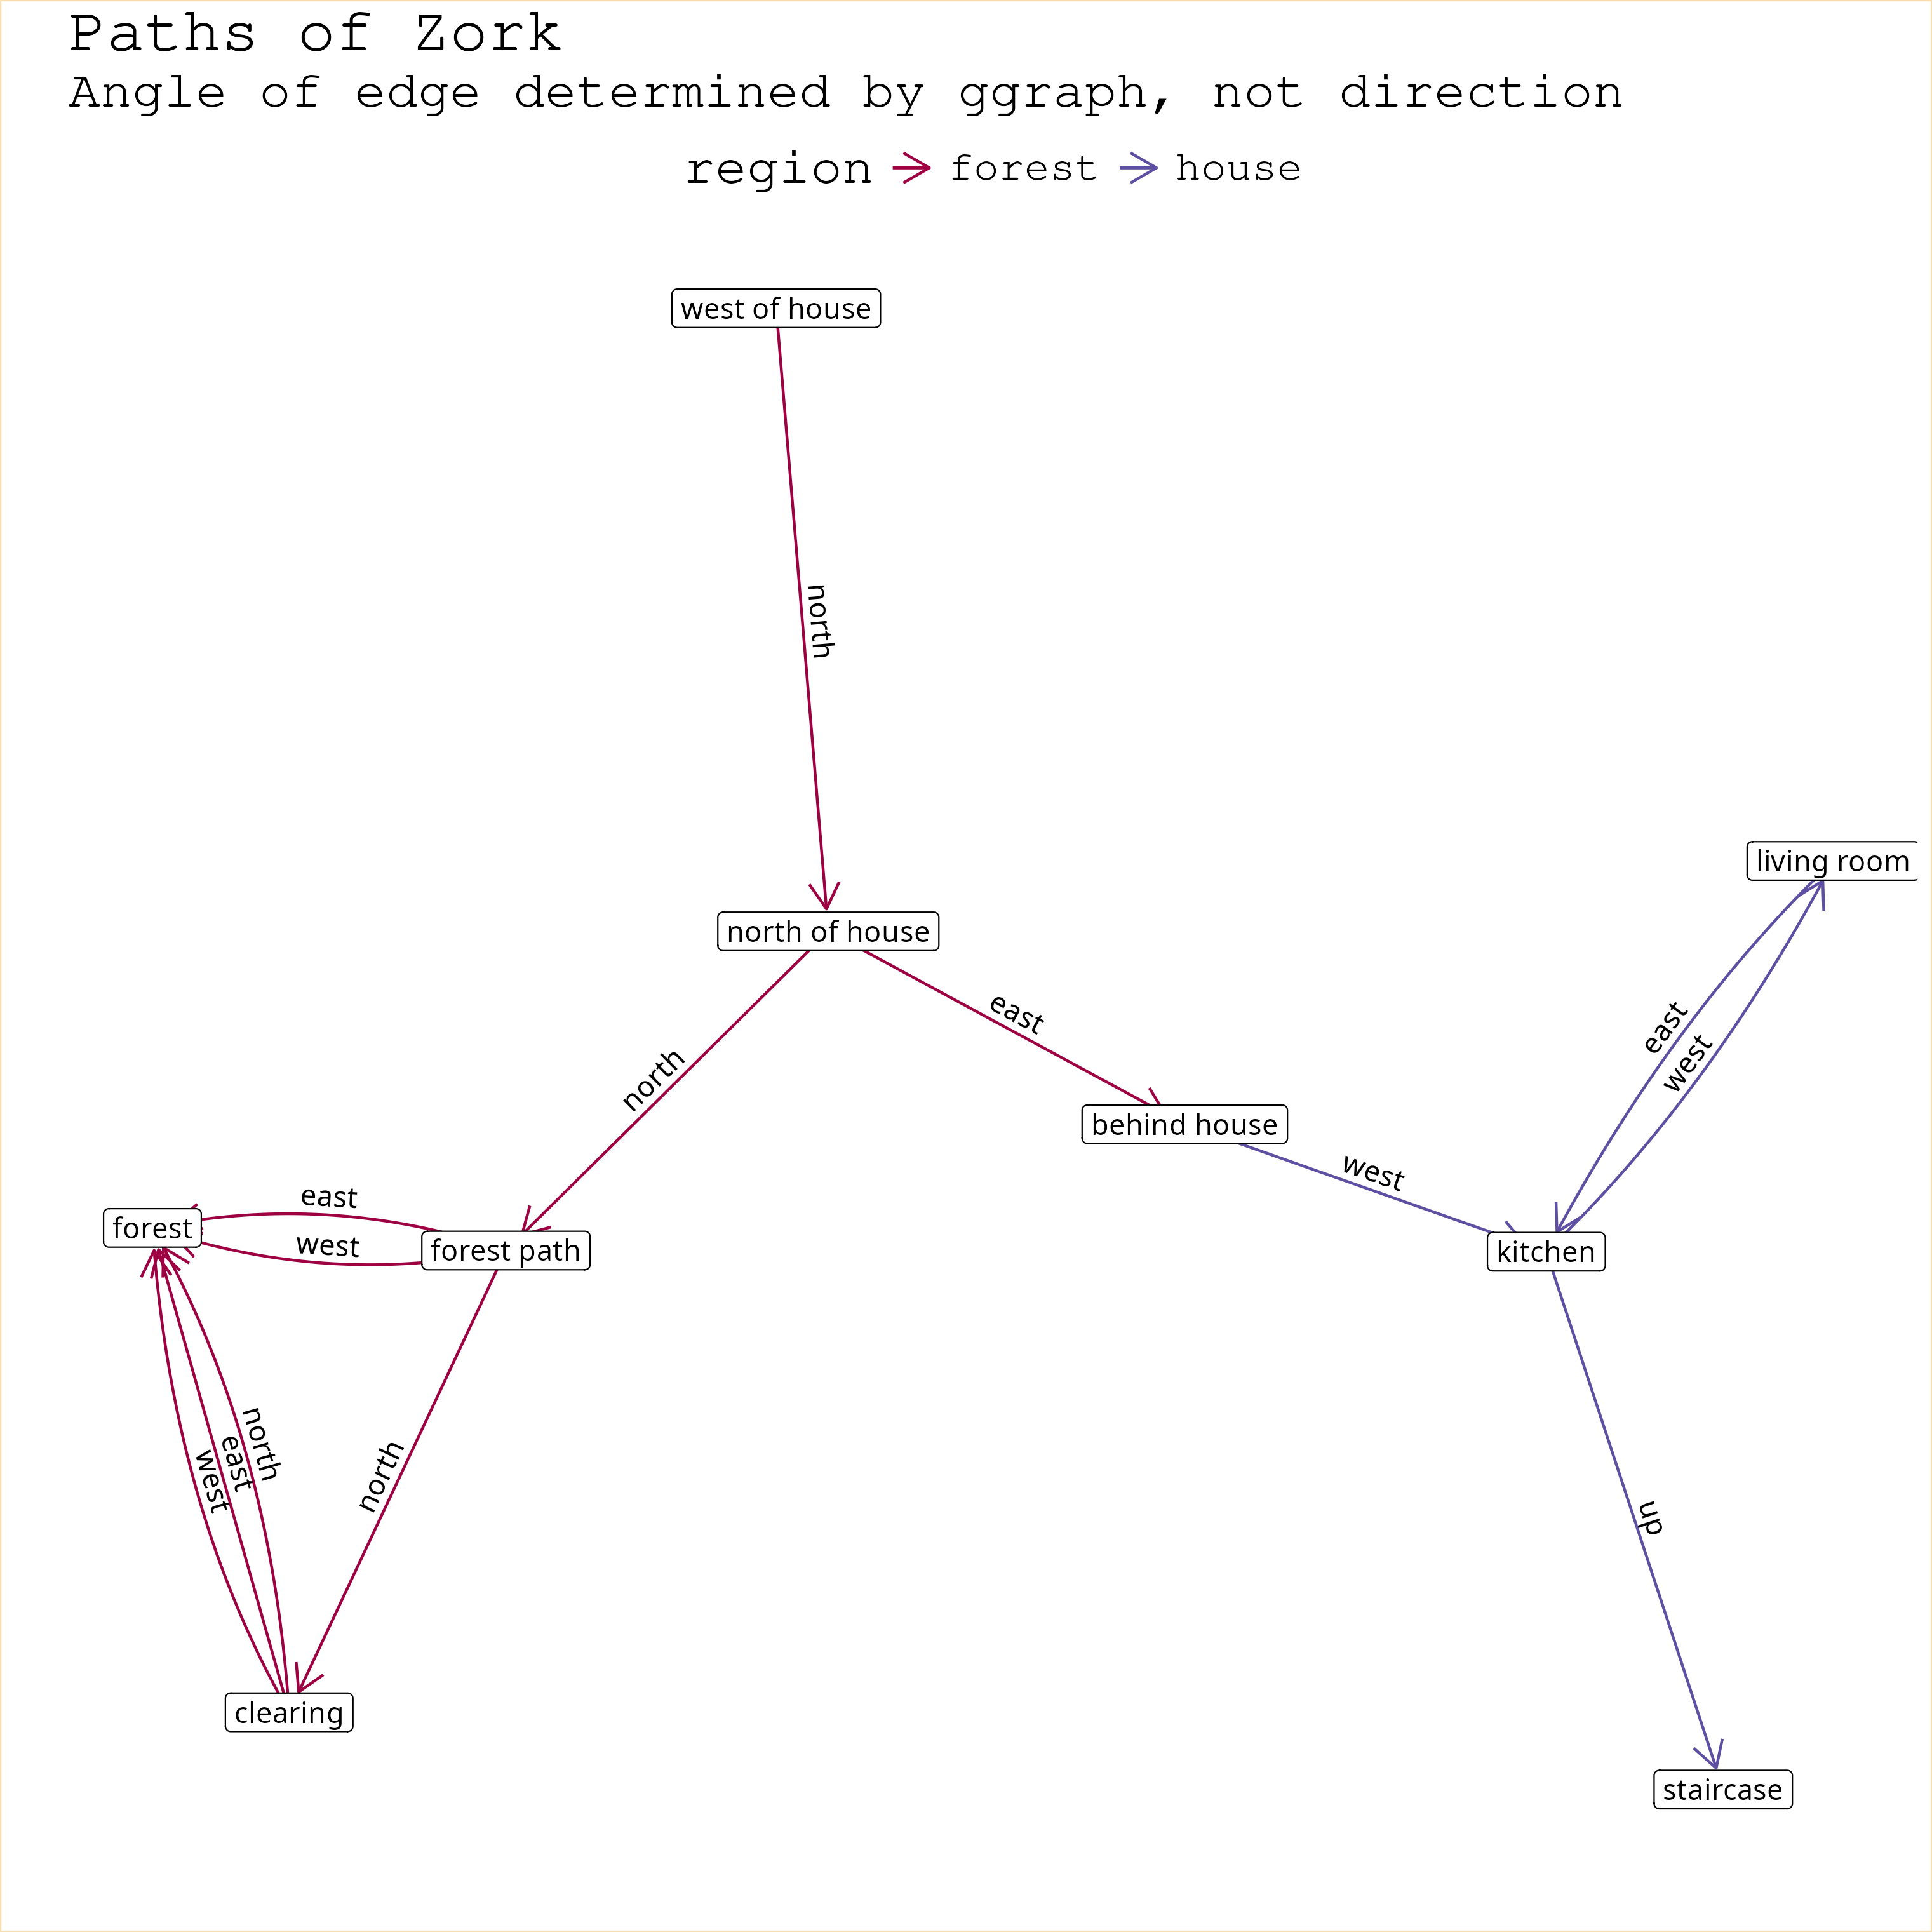 Paths of Zork
Angle of edge determined by ggraph, not direction
region forest house
west of house
north
living room
north of house
east
east
west
north
behind house
west
east
forest
west
forest path
kitchen
north
east
west
north
up
clearing
staircase